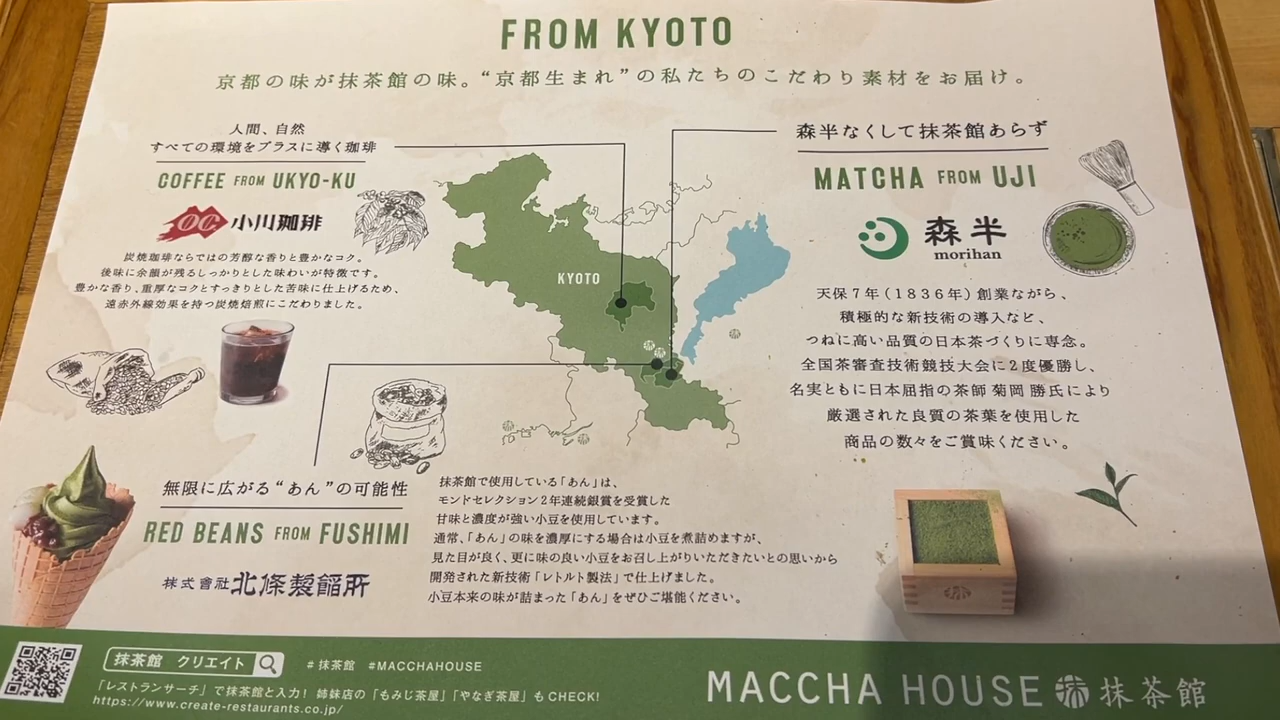 FROM KYOTO
京都の味が抹茶館の味。“京都生まれ”の私たちのこだわり素材をお届け。
人間、自然
すべての環境をプラスに導く珈琲
COFFEE FROM UKYO-KU
OC 小川珈琲
炭焼珈琲ならではの芳醇な香りと豊かなコク。
後味に余韻が残るしっかりとした味わいが特徴です。
豊かな香り、重厚なコクとすっきりとした苦味に仕上げるため、
遠赤外線効果を持つ炭焼焙煎にこだわりました。
KYOTO
森半なくして抹茶館あらず
MATCHA FROM UJI
森半
morihan
天保7年(1836年)創業ながら、
積極的な新技術の導入など、
つねに高い品質の日本茶づくりに専念。
全国茶審査技術競技大会に2度優勝し、
名実ともに日本屈指の茶師 菊岡 勝氏により
厳選された良質の茶葉を使用した
商品の数々をご賞味ください。
無限に広がる“あん”の可能性
RED BEANS FROM FUSHIMI
株式會社北條製餡所
抹茶館で使用している「あん」は、
モンドセレクション2年連続銀賞を受賞した
甘味と濃度が強い小豆を使用しています。
通常、「あん」の味を濃厚にする場合は小豆を煮詰めますが、
見た目が良く、更に味の良い小豆をお召し上がりいただきたいとの思いから
開発された新技術「レトルト製法」で仕上げました。
小豆本来の味が詰まった「あん」をぜひご堪能ください。
抹茶館 クリエイト
#抹茶館 #MACCHAHOUSE
「レストランサーチ」で抹茶館と入力! 姉妹店の「もみじ茶屋」「やなぎ茶屋」もCHECK!
https://www.create-restaurants.co.jp/
MACCHA HOUSE 抹茶館